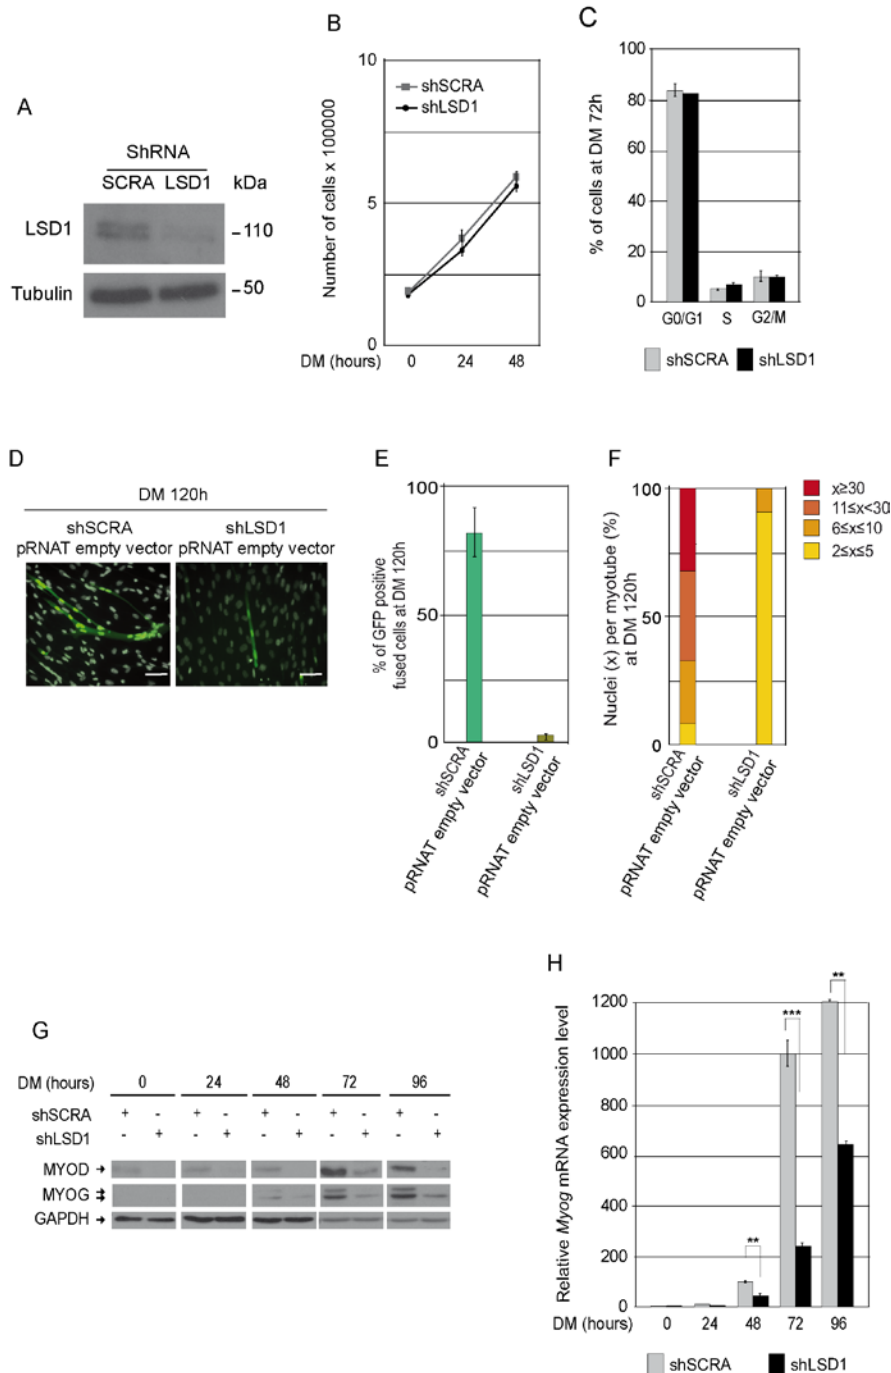 A
ShRNA
SCRA LSD1 kDa
LSD1
110
Tubulin
50
B
10
shSCRA
shLSD1
Number of cells x 100000
5
0
DM (hours) 0 24 48
C
100
80
60
40
20
0
% of cells at DM 72h
G0/G1 S G2/M
shSCRA shLSD1
D
DM 120h
shSCRA shLSD1
pRNAT empty vector pRNAT empty vector
E
100
50
0
% of GFP positive
fused cells at DM 120h
shSCRA
pRNAT empty vector
shLSD1
pRNAT empty vector
F
100
50
0
Nuclei (x) per myotube (%)
at DM 120h
x≥30
11≤x<30
6≤x≤10
2≤x≤5
shSCRA
pRNAT empty vector
shLSD1
pRNAT empty vector
G
DM (hours) 0 24 48 72 96
shSCRA + - + - + - + - + -
shLSD1 - + - + - + - + - +
MYOD
MYOG
GAPDH
H
1200
1000
800
600
400
200
0
Relative Myog mRNA expression level
** *** **
DM (hours) 0 24 48 72 96
shSCRA shLSD1